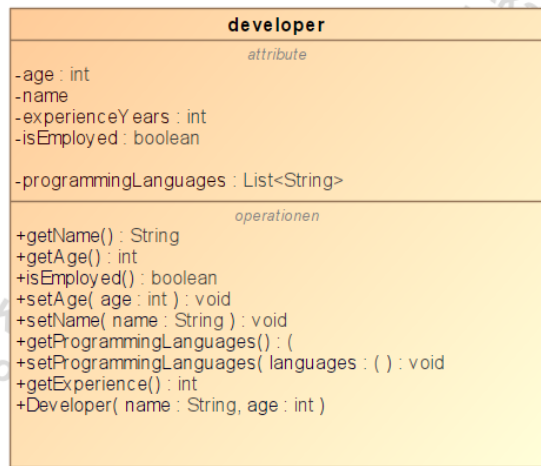 developer
attribute
-age : int
-name
-experienceYears : int
-isEmployed : boolean
-programmingLanguages : List<String>
operationen
+getName() : String
+getAge() : int
+isEmployed() : boolean
+setAge( age : int ) : void
+setName( name : String ) : void
+getProgrammingLanguages() : (
+setProgrammingLanguages( languages : ( ) : void
+getExperience() : int
+Developer( name : String, age : int )